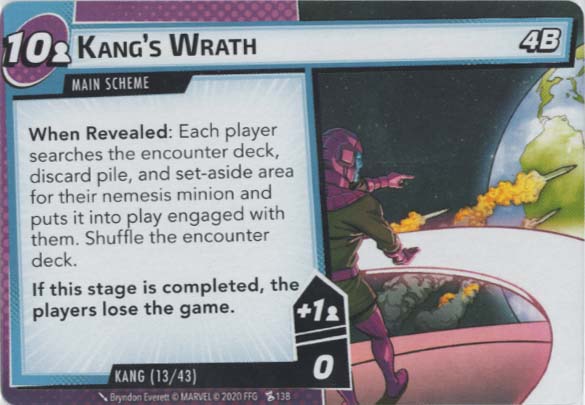 10
KANG'S WRATH
4B
MAIN SCHEME
When Revealed: Each player
searches the encounter deck,
discard pile, and set-aside area
for their nemesis minion and
puts it into play engaged with
them. Shuffle the encounter
deck.
If this stage is completed, the
players lose the game.
+1
0
KANG (13/43)
Bryndon Everett © MARVEL © 2020 FFG 138